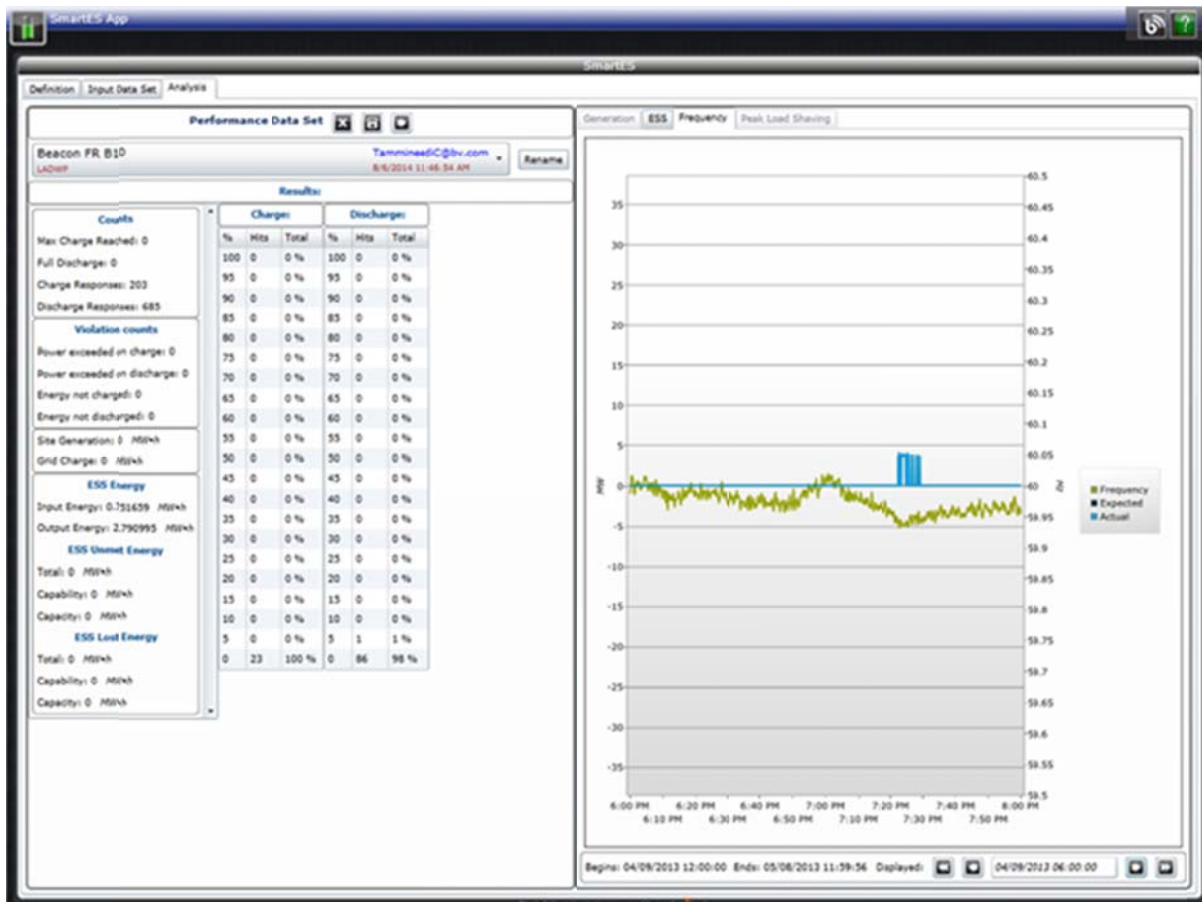 SmartES App
SmartES
Definition Input Data Set Analysis
Performance Data Set
Beacon FR B10
TammineediC@bv.com
LADWP
8/6/2014 11:46:54 AM
Rename
Results:
Counts
Max Charge Reached: 0
Full Discharge: 0
Charge Responses: 203
Discharge Responses: 685
Violation counts
Power exceeded on charge: 0
Power exceeded on discharge: 0
Energy not charged: 0
Energy not discharged: 0
Site Generation: 0 MW•h
Grid Charge: 0 MW•h
ESS Energy
Input Energy: 0.751659 MW•h
Output Energy: 2.790995 MW•h
ESS Unmet Energy
Total: 0 MW•h
Capability: 0 MW•h
Capacity: 0 MW•h
ESS Lost Energy
Total: 0 MW•h
Capability: 0 MW•h
Capacity: 0 MW•h
Charge: Discharge:
% Hits Total % Hits Total
100 0 0 % 100 0 0 %
95 0 0 % 95 0 0 %
90 0 0 % 90 0 0 %
85 0 0 % 85 0 0 %
80 0 0 % 80 0 0 %
75 0 0 % 75 0 0 %
70 0 0 % 70 0 0 %
65 0 0 % 65 0 0 %
60 0 0 % 60 0 0 %
55 0 0 % 55 0 0 %
50 0 0 % 50 0 0 %
45 0 0 % 45 0 0 %
40 0 0 % 40 0 0 %
35 0 0 % 35 0 0 %
30 0 0 % 30 0 0 %
25 0 0 % 25 0 0 %
20 0 0 % 20 0 0 %
15 0 0 % 15 0 0 %
10 0 0 % 10 0 0 %
5 0 0 % 5 1 1 %
0 23 100 % 0 86 98 %
Generation ESS Frequency Peak Load Shaving
35
30
25
20
15
10
5
0
-5
-10
-15
-20
-25
-30
-35
MW
60.5
60.45
60.4
60.35
60.3
60.25
60.2
60.15
60.1
60.05
60
59.95
59.9
59.85
59.8
59.75
59.7
59.65
59.6
59.55
59.5
Hz
Frequency
Expected
Actual
6:00 PM 6:20 PM 6:40 PM 7:00 PM 7:20 PM 7:40 PM 8:00 PM
6:10 PM 6:30 PM 6:50 PM 7:10 PM 7:30 PM 7:50 PM
Begins: 04/09/2013 12:00:00 Ends: 05/08/2013 11:59:56 Displayed: 04/09/2013 06:00:00